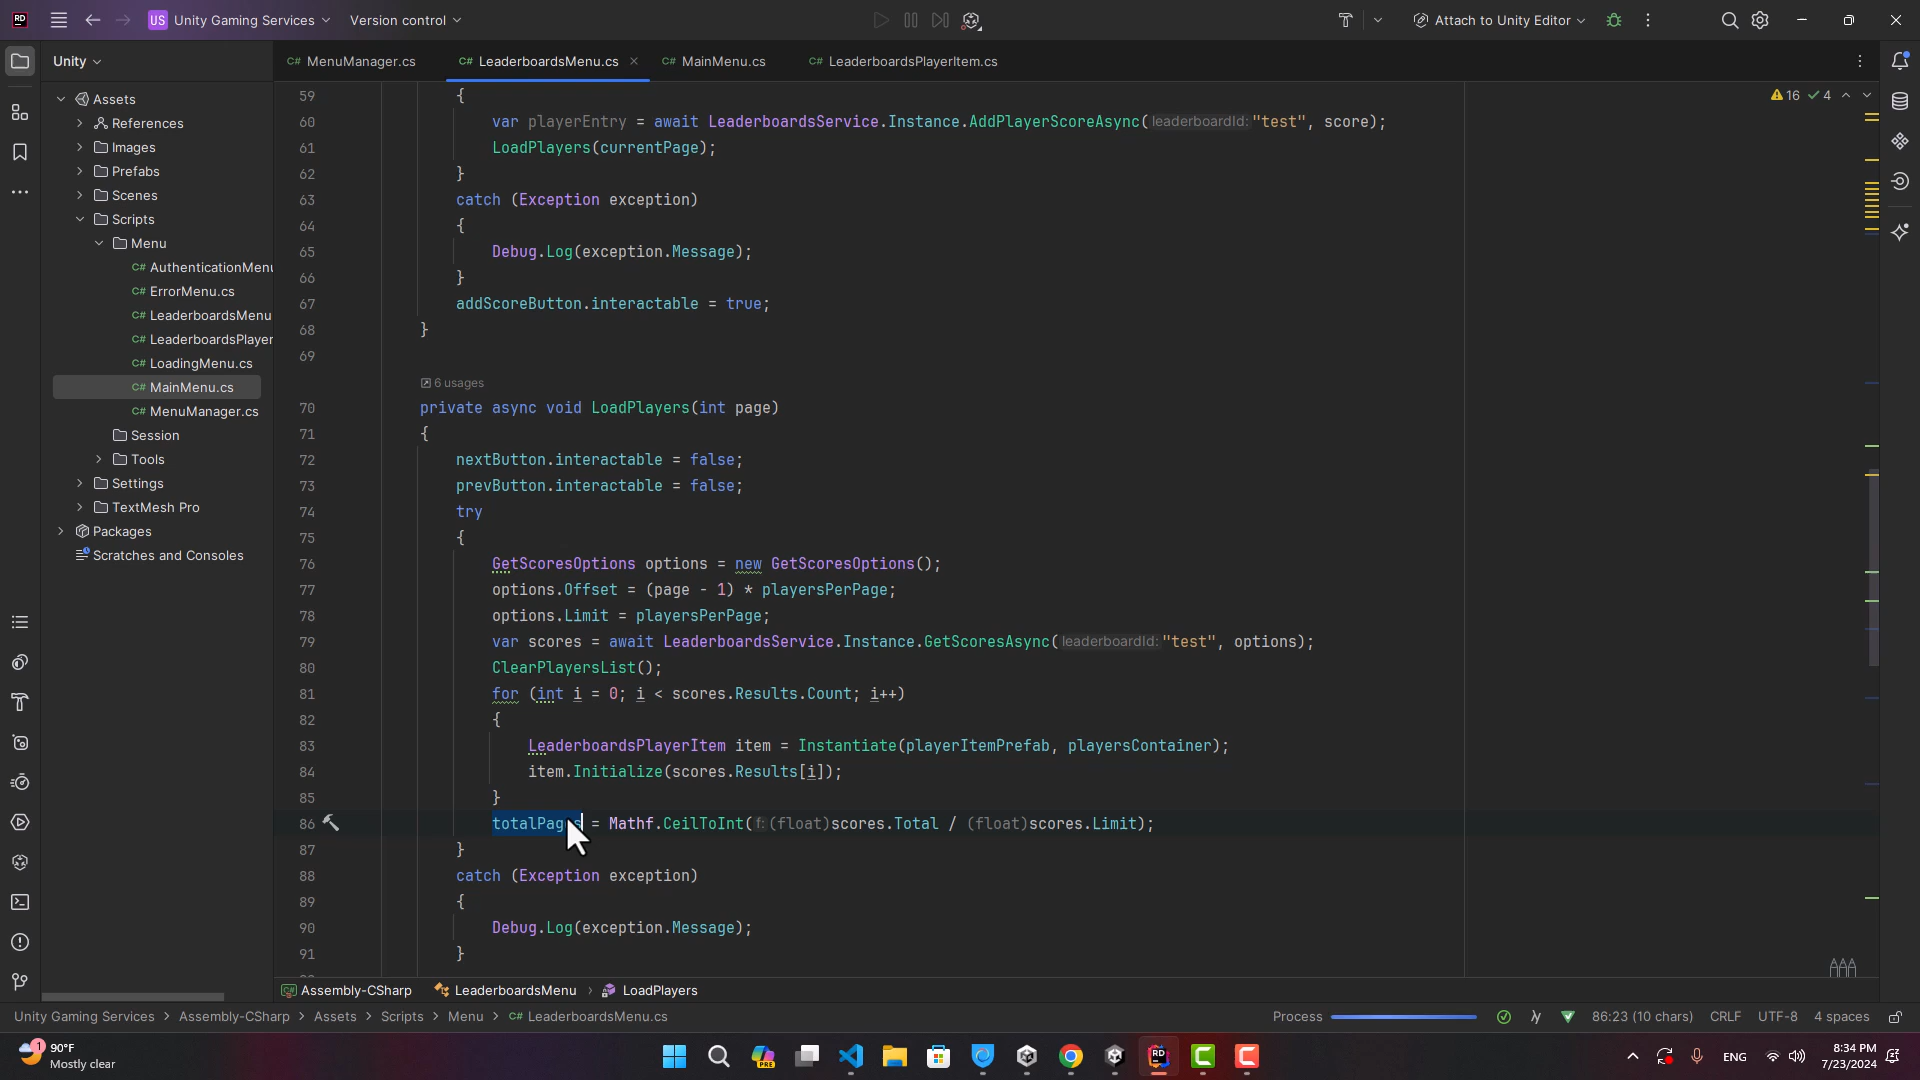 US Unity Gaming Services
Version control
Attach to Unity Editor
Unity
MenuManager.cs
LeaderboardsMenu.cs
MainMenu.cs
LeaderboardsPlayerItem.cs
Assets
References
Images
Prefabs
Scenes
Scripts
Menu
C# AuthenticationMenu
C# ErrorMenu.cs
C# LeaderboardsMenu
C# LeaderboardsPlayer
C# LoadingMenu.cs
C# MainMenu.cs
C# MenuManager.cs
Session
Tools
Settings
TextMesh Pro
Packages
Scratches and Consoles
16 4
59 {
60 var playerEntry = await LeaderboardsService.Instance.AddPlayerScoreAsync( leaderboardId: "test", score);
61 LoadPlayers(currentPage);
62 }
63 catch (Exception exception)
64 {
65 Debug.Log(exception.Message);
66 }
67 addScoreButton.interactable = true;
68 }
69
6 usages
70 private async void LoadPlayers(int page)
71 {
72 nextButton.interactable = false;
73 prevButton.interactable = false;
74 try
75 {
76 GetScoresOptions options = new GetScoresOptions();
77 options.Offset = (page - 1) * playersPerPage;
78 options.Limit = playersPerPage;
79 var scores = await LeaderboardsService.Instance.GetScoresAsync( leaderboardId: "test", options);
80 ClearPlayersList();
81 for (int i = 0; i < scores.Results.Count; i++)
82 {
83 LeaderboardsPlayerItem item = Instantiate(playerItemPrefab, playersContainer);
84 item.Initialize(scores.Results[i]);
85 }
86 totalPages = Mathf.CeilToInt( f: (float)scores.Total / (float)scores.Limit);
87 }
88 catch (Exception exception)
89 {
90 Debug.Log(exception.Message);
91 }
Assembly-CSharp LeaderboardsMenu › LoadPlayers
Unity Gaming Services › Assembly-CSharp › Assets › Scripts › Menu › C# LeaderboardsMenu.cs
Process
86:23 (10 chars) CRLF UTF-8 4 spaces
1
90°F
Mostly clear
ENG
8:34 PM
7/23/2024